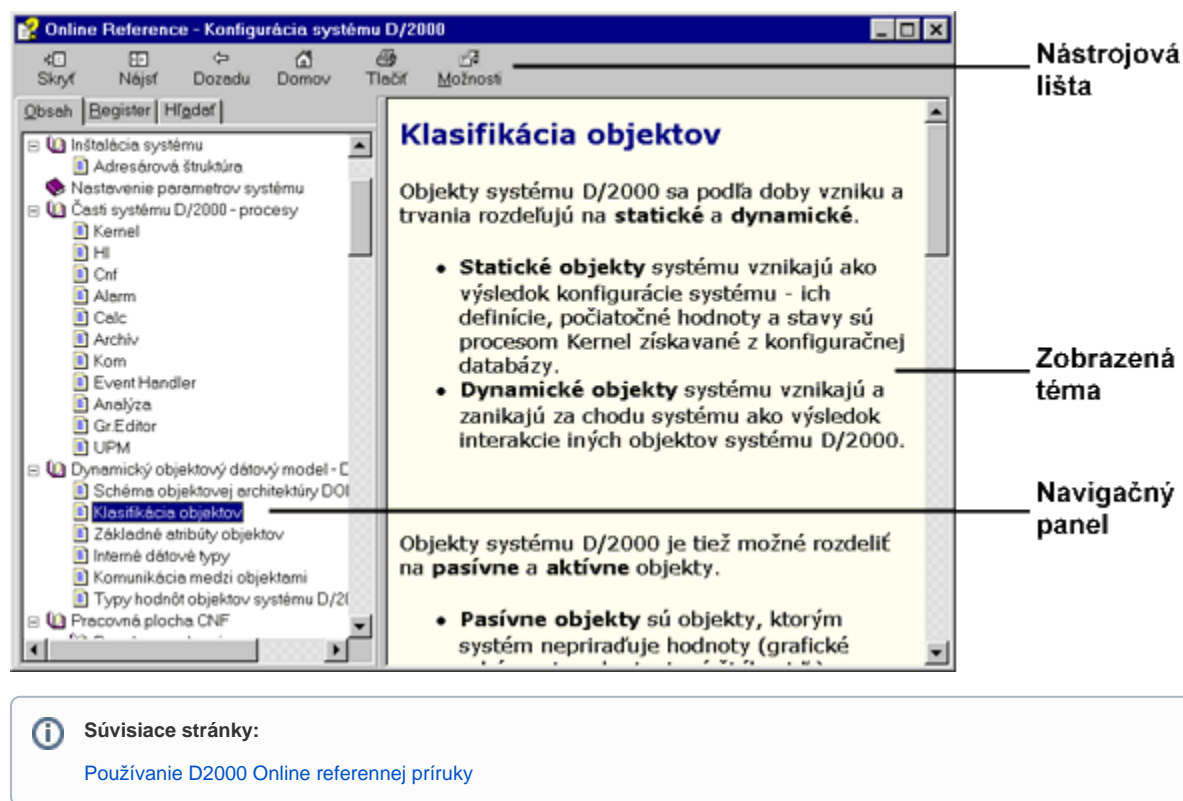 Online Reference - Konfigurácia systému D/2000
Skryť Nájsť Dozadu Domov Tlačiť Možnosti
Obsah Register Hľadať
Inštalácia systému
Adresárová štruktúra
Nastavenie parametrov systému
Časti systému D/2000 - procesy
Kernel
HI
Cnf
Alarm
Calc
Archív
Kom
Event Handler
Analýza
Gr.Editor
UPM
Dynamický objektový dátový model - D
Schéma objektovej architektúry DOI
Klasifikácia objektov
Základné atribúty objektov
Interné dátové typy
Komunikácia medzi objektami
Typy hodnôt objektov systému D/20
Pracovná plocha CNF
Klasifikácia objektov
Objekty systému D/2000 sa podľa doby vzniku a
trvania rozdeľujú na statické a dynamické.
• Statické objekty systému vznikajú ako
výsledok konfigurácie systému - ich
definície, počiatočné hodnoty a stavy sú
procesom Kernel získavané z konfiguračnej
databázy.
• Dynamické objekty systému vznikajú a
zanikajú za chodu systému ako výsledok
interakcie iných objektov systému D/2000.
Objekty systému D/2000 je tiež možné rozdeliť
na pasívne a aktívne objekty.
• Pasívne objekty sú objekty, ktorým
systém nepriraďuje hodnoty (grafické
Nástrojová
lišta
Zobrazená
téma
Navigačný
panel
Súvisiace stránky:
Používanie D2000 Online referennej príruky